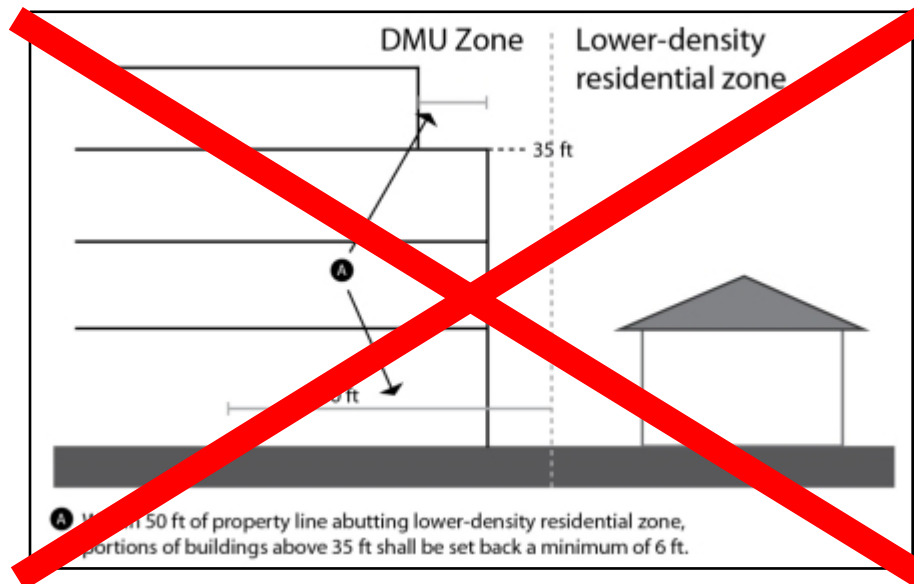 DMU Zone
Lower-density
residential zone
35 ft
A
ft
A 50 ft of property line abutting lower-density residential zone,
portions of buildings above 35 ft shall be set back a minimum of 6 ft.